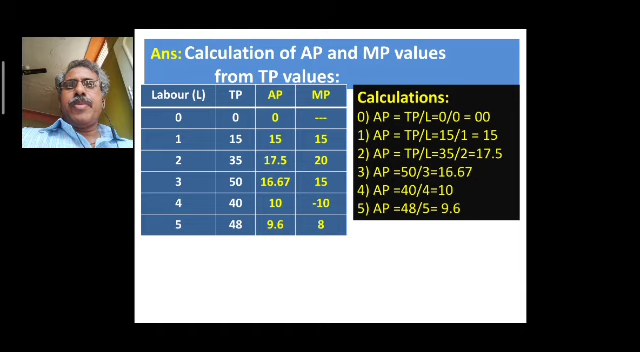 Ans: Calculation of AP and MP values
from TP values:
Labour (L) TP AP MP
0 0 0 ---
1 15 15 15
2 35 17.5 20
3 50 16.67 15
4 40 10 -10
5 48 9.6 8
Calculations:
0) AP = TP/L=0/0 = 00
1) AP = TP/L=15/1 = 15
2) AP = TP/L=35/2=17.5
3) AP =50/3=16.67
4) AP =40/4=10
5) AP =48/5= 9.6